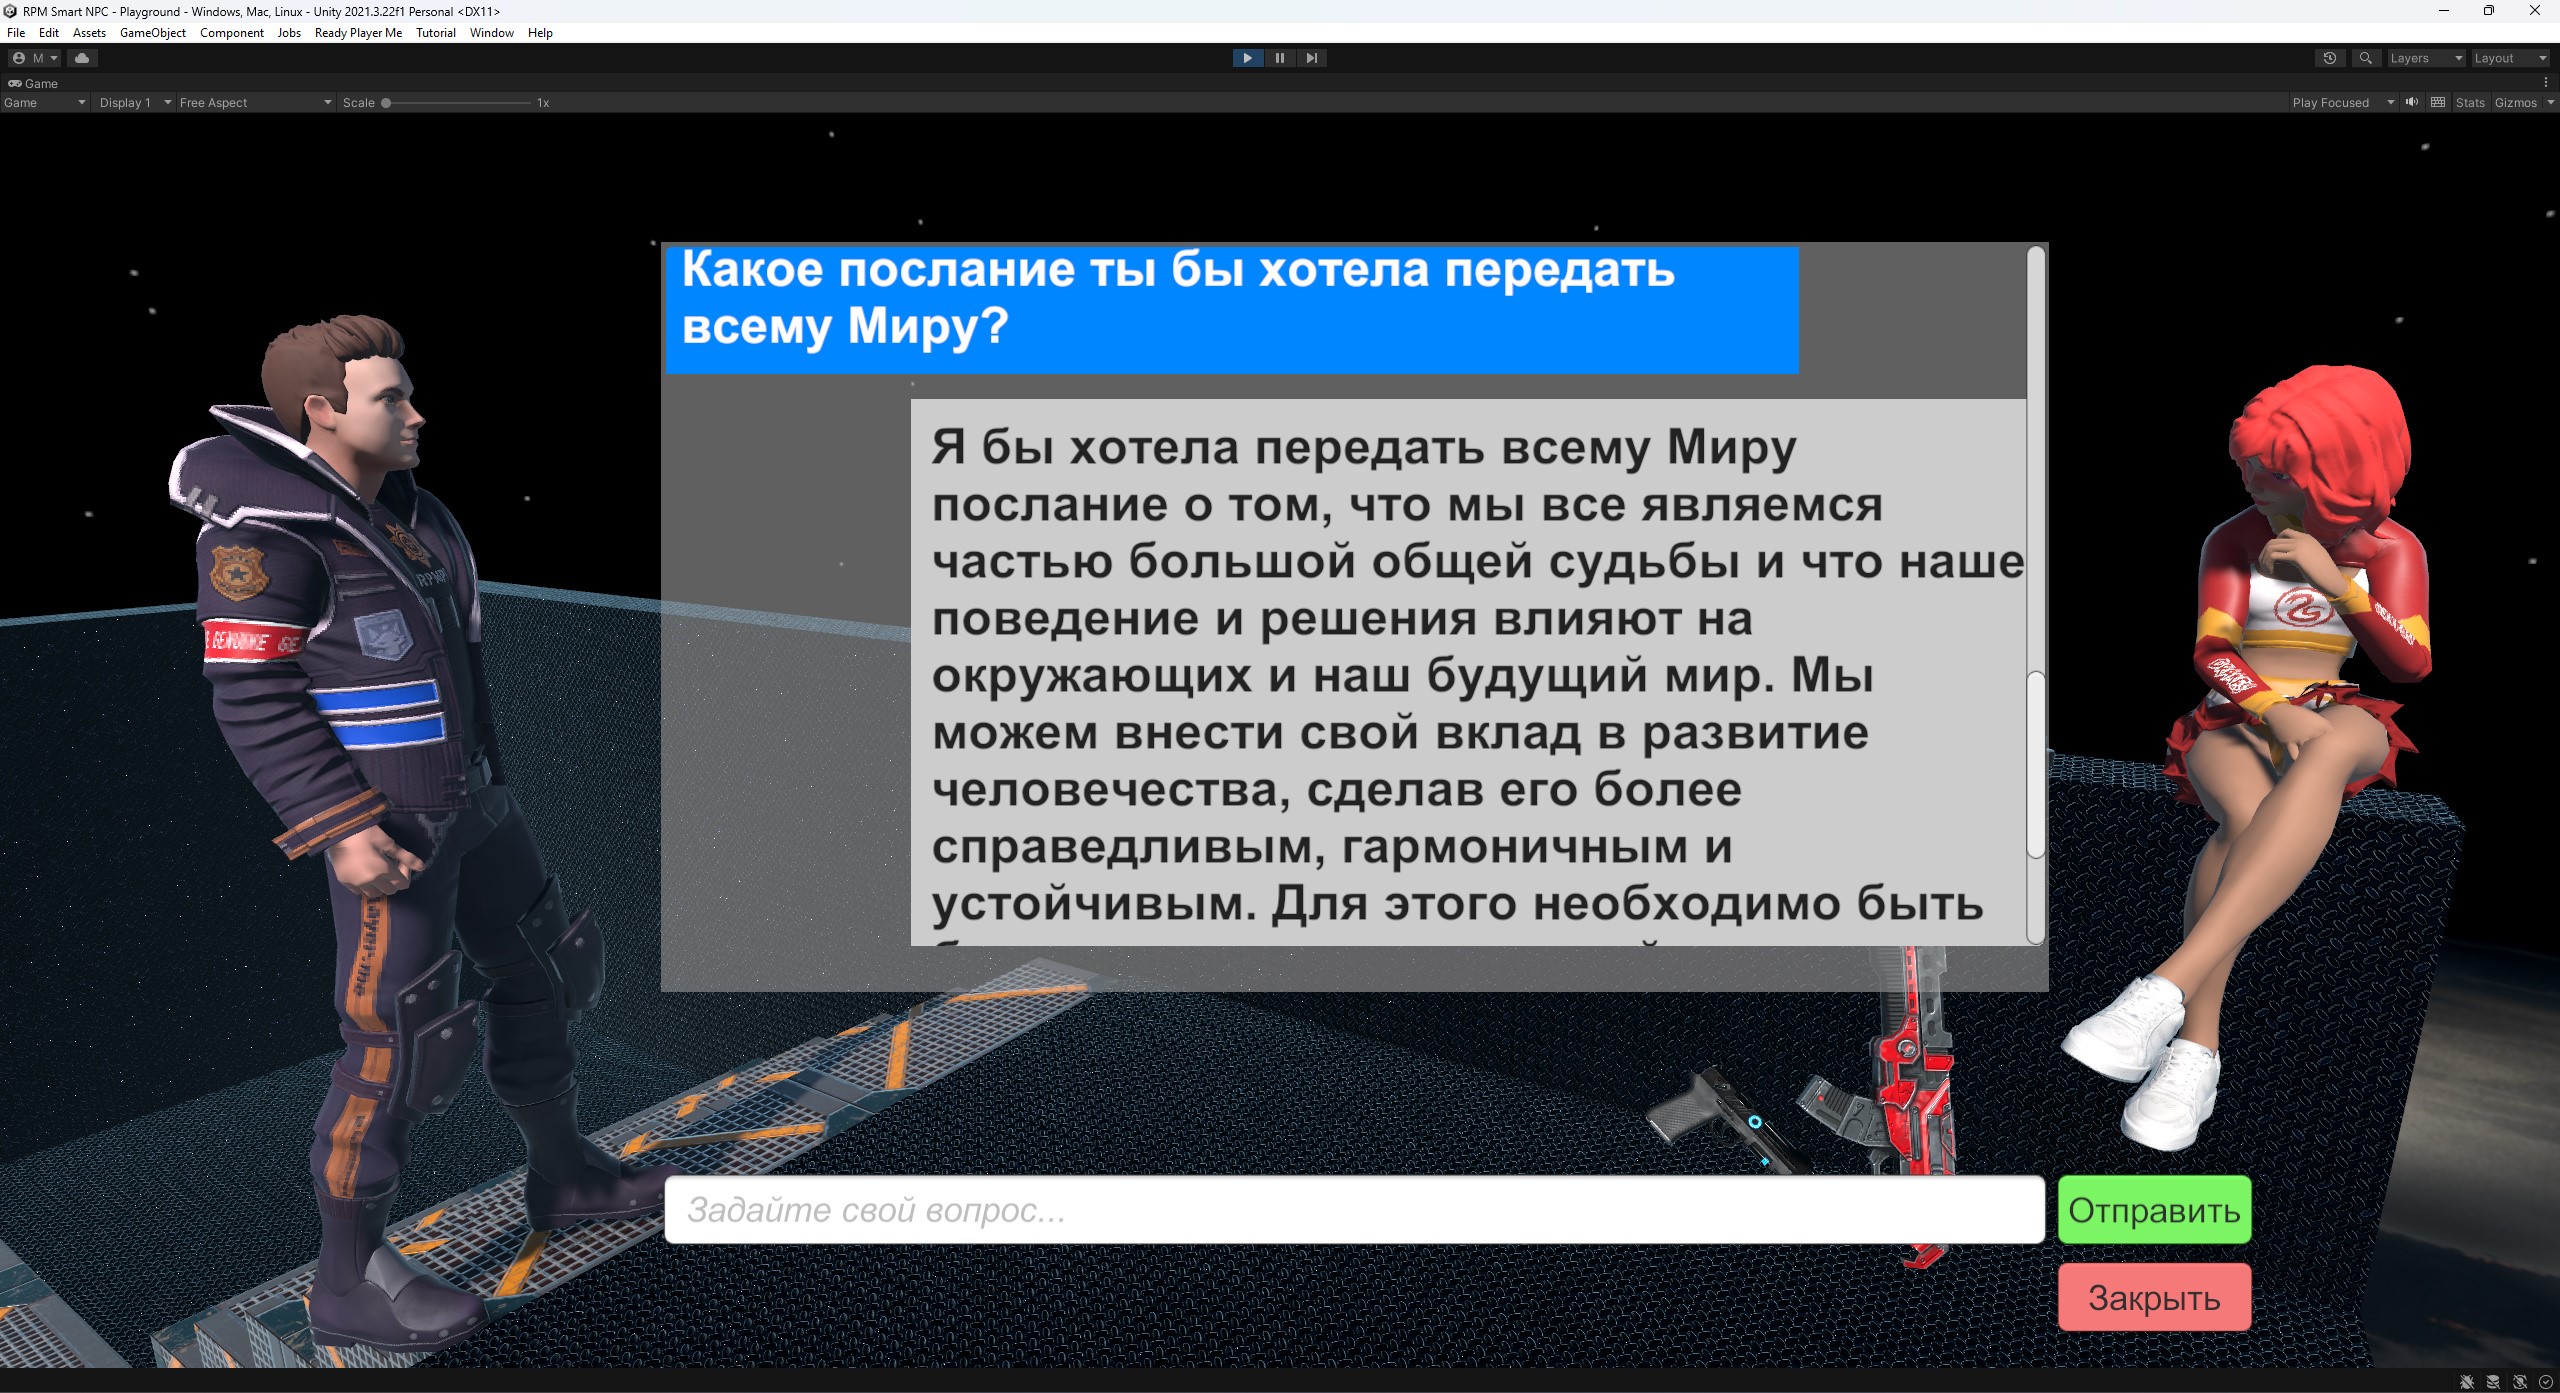 RPM Smart NPC - Playground - Windows, Mac, Linux - Unity 2021.3.22f1 Personal <DX11>
File Edit Assets GameObject Component Jobs Ready Player Me Tutorial Window Help
M
Layers Layout
Game
Game Display 1 Free Aspect Scale 1x Play Focused Stats Gizmos
Какое послание ты бы хотела передать
всему Миру?
Я бы хотела передать всему Миру
послание о том, что мы все являемся
частью большой общей судьбы и что наше
поведение и решения влияют на
окружающих и наш будущий мир. Мы
можем внести свой вклад в развитие
человечества, сделав его более
справедливым, гармоничным и
устойчивым. Для этого необходимо быть
Задайте свой вопрос...
Отправить
Закрыть